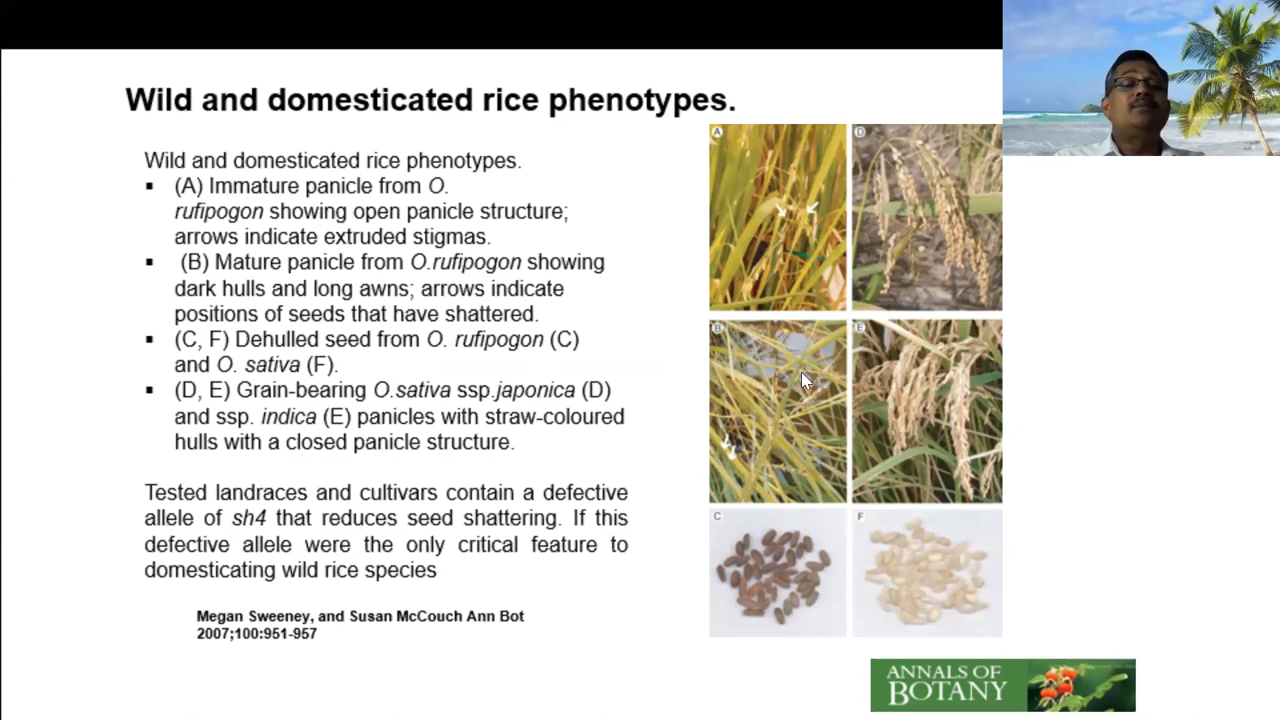 Wild and domesticated rice phenotypes.
Wild and domesticated rice phenotypes.
▪ (A) Immature panicle from O.
rufipogon showing open panicle structure;
arrows indicate extruded stigmas.
▪ (B) Mature panicle from O.rufipogon showing
dark hulls and long awns; arrows indicate
positions of seeds that have shattered.
▪ (C, F) Dehulled seed from O. rufipogon (C)
and O. sativa (F).
▪ (D, E) Grain-bearing O.sativa ssp.japonica (D)
and ssp. indica (E) panicles with straw-coloured
hulls with a closed panicle structure.
Tested landraces and cultivars contain a defective
allele of sh4 that reduces seed shattering. If this
defective allele were the only critical feature to
domesticating wild rice species
Megan Sweeney, and Susan McCouch Ann Bot
2007;100:951-957
A
D
B
E
C
F
ANNALS OF
BOTANY